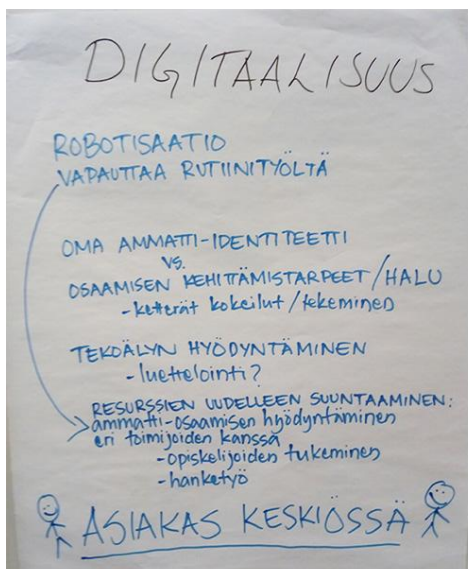 DIGITAALISUUS
ROBOTISAATIO
VAPAUTTAA RUTIINITYÖLTÄ
OMA AMMATTI-IDENTITEETTI
VS.
OSAAMISEN KEHITTÄMISTARPEET/HALU
-ketterät kokeilut/tekeminen
TEKOÄLYN HYÖDYNTÄMINEN
-luettelointi?
RESURSSIEN UUDELLEEN SUUNTAAMINEN:
ammatti-osaamisen hyödyntäminen
eri toimijoiden kanssa
-opiskelijoiden tukeminen
-hanketyö
ASIAKAS KESKIÖSSÄ